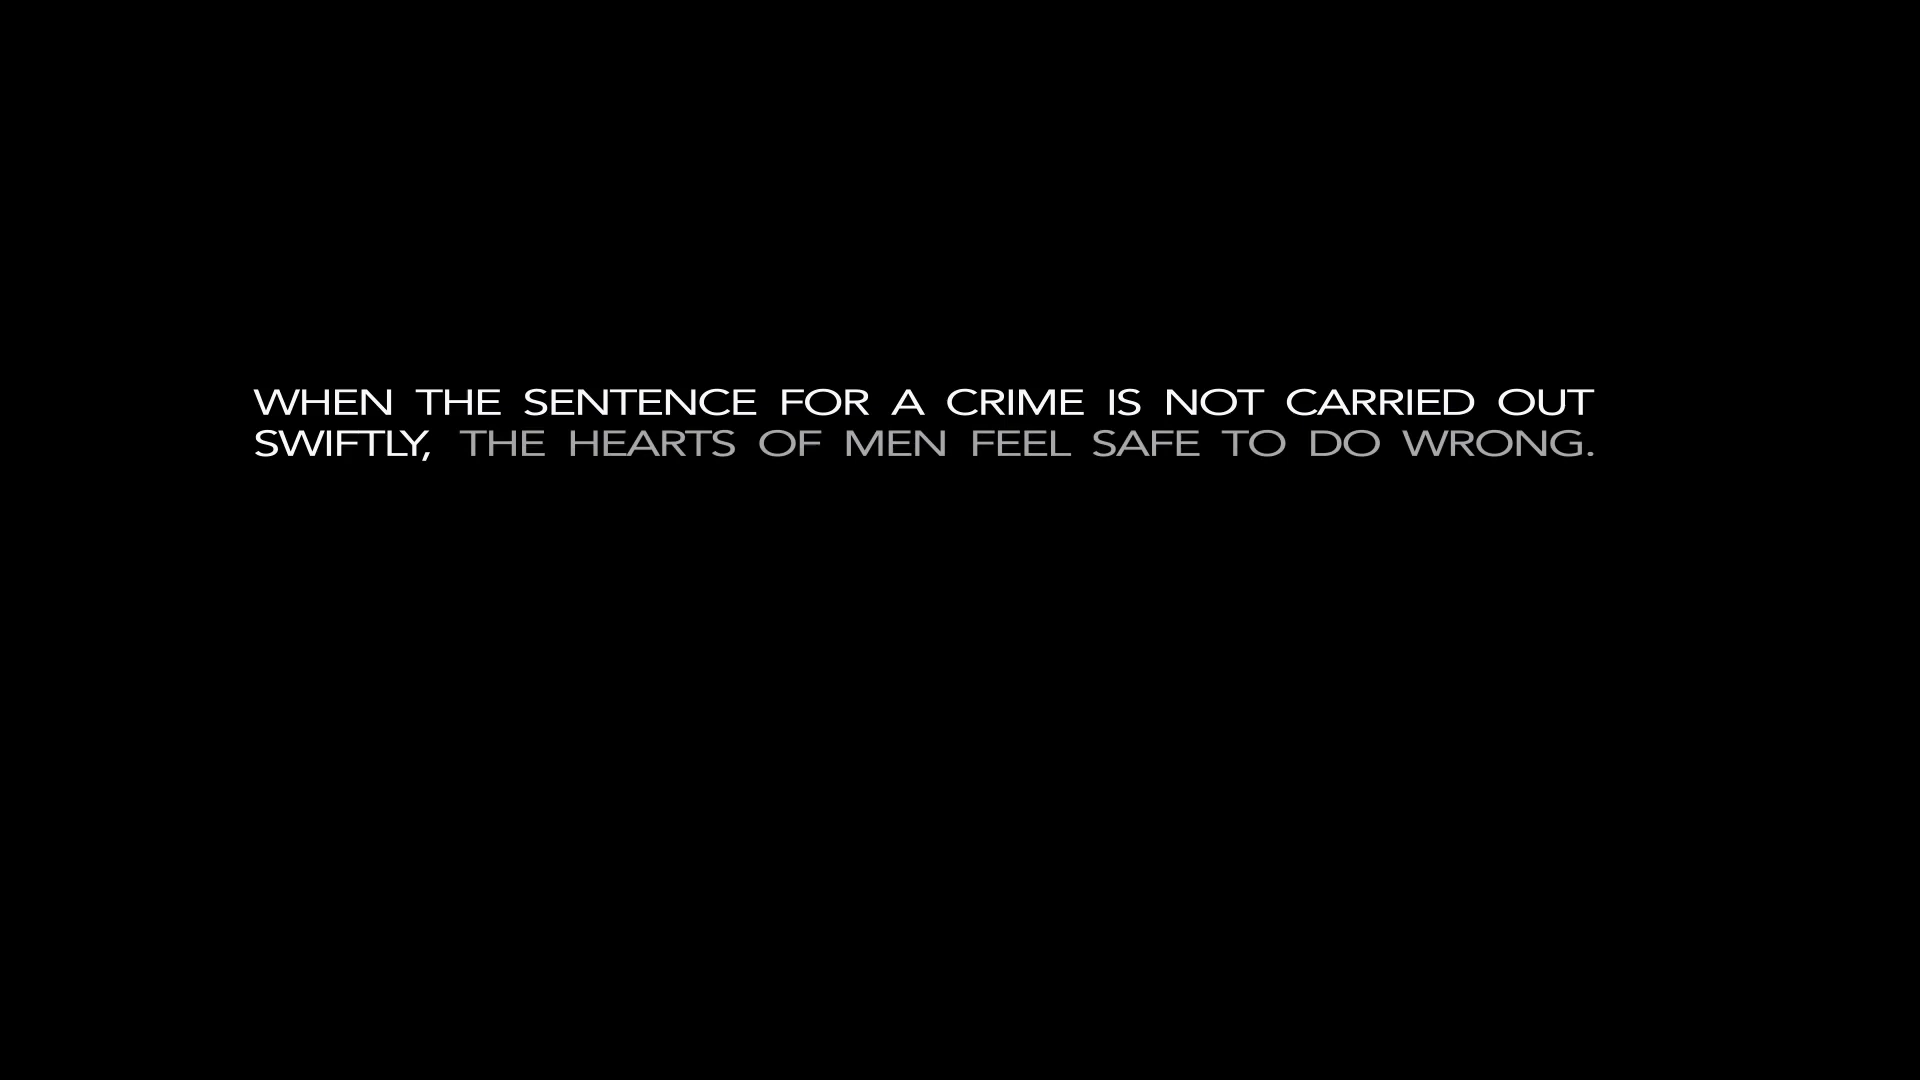 WHEN THE SENTENCE FOR A CRIME IS NOT CARRIED OUT
SWIFTLY, THE HEARTS OF MEN FEEL SAFE TO DO WRONG.